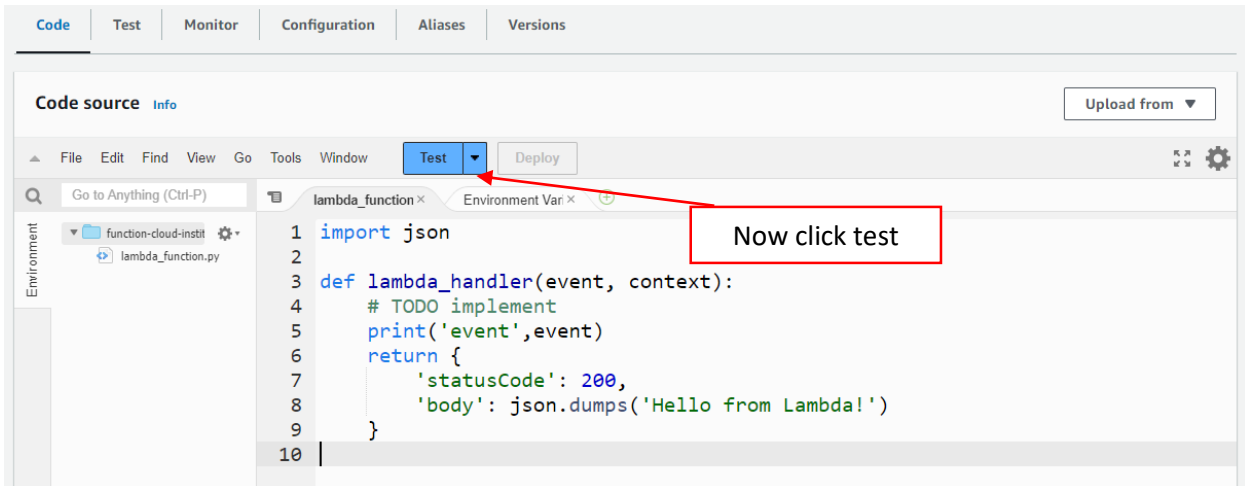 Code Test Monitor Configuration Aliases Versions
Code source Info
Upload from
File Edit Find View Go Tools Window Test Deploy
Go to Anything (Ctrl-P)
lambda_function
Environment Vari
Environment
function-cloud-instit
lambda_function.py
Now click test
1 import json
2
3 def lambda_handler(event, context):
4 # TODO implement
5 print('event',event)
6 return {
7 'statusCode': 200,
8 'body': json.dumps('Hello from Lambda!')
9 }
10